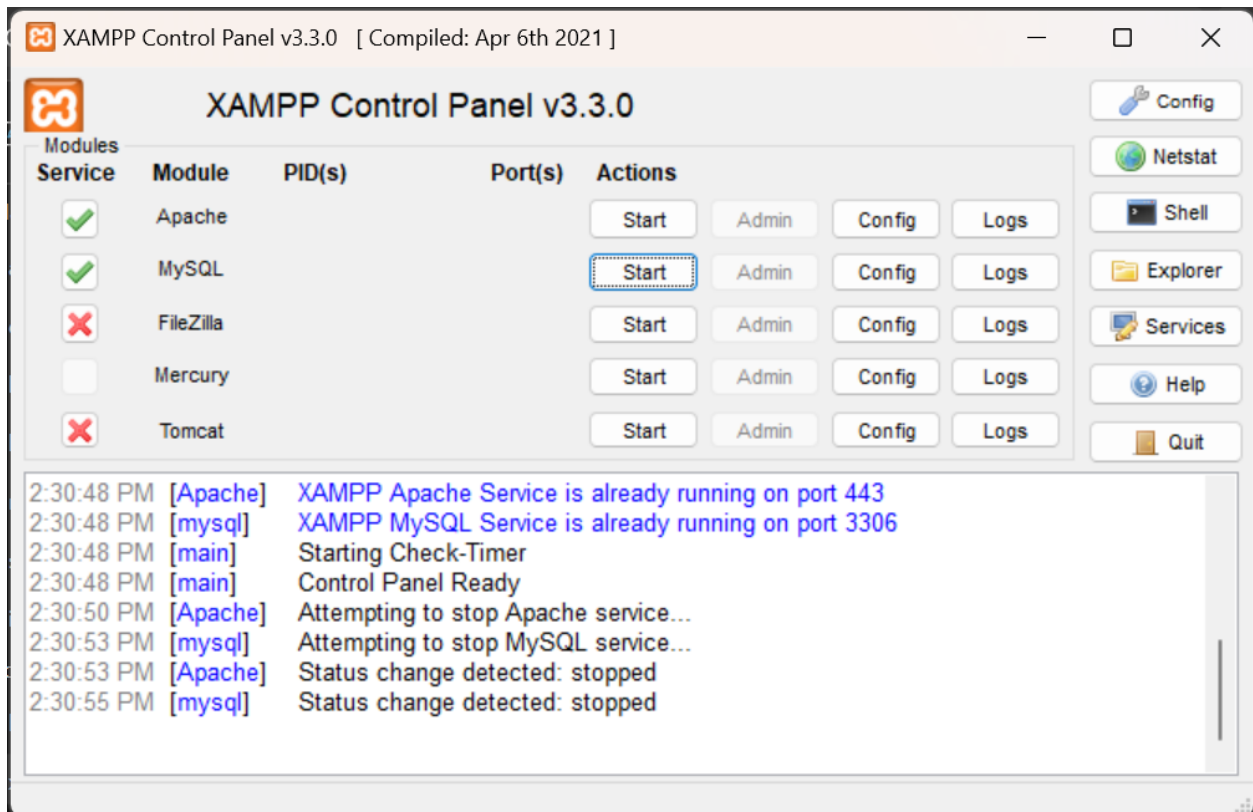 XAMPP Control Panel v3.3.0 [ Compiled: Apr 6th 2021 ]
XAMPP Control Panel v3.3.0
Config
Modules
Service Module PID(s) Port(s) Actions
Netstat
Apache Start Admin Config Logs
Shell
MySQL Start Admin Config Logs
Explorer
FileZilla Start Admin Config Logs
Services
Mercury Start Admin Config Logs
Help
Tomcat Start Admin Config Logs
Quit
2:30:48 PM [Apache] XAMPP Apache Service is already running on port 443
2:30:48 PM [mysql] XAMPP MySQL Service is already running on port 3306
2:30:48 PM [main] Starting Check-Timer
2:30:48 PM [main] Control Panel Ready
2:30:50 PM [Apache] Attempting to stop Apache service...
2:30:53 PM [mysql] Attempting to stop MySQL service...
2:30:53 PM [Apache] Status change detected: stopped
2:30:55 PM [mysql] Status change detected: stopped